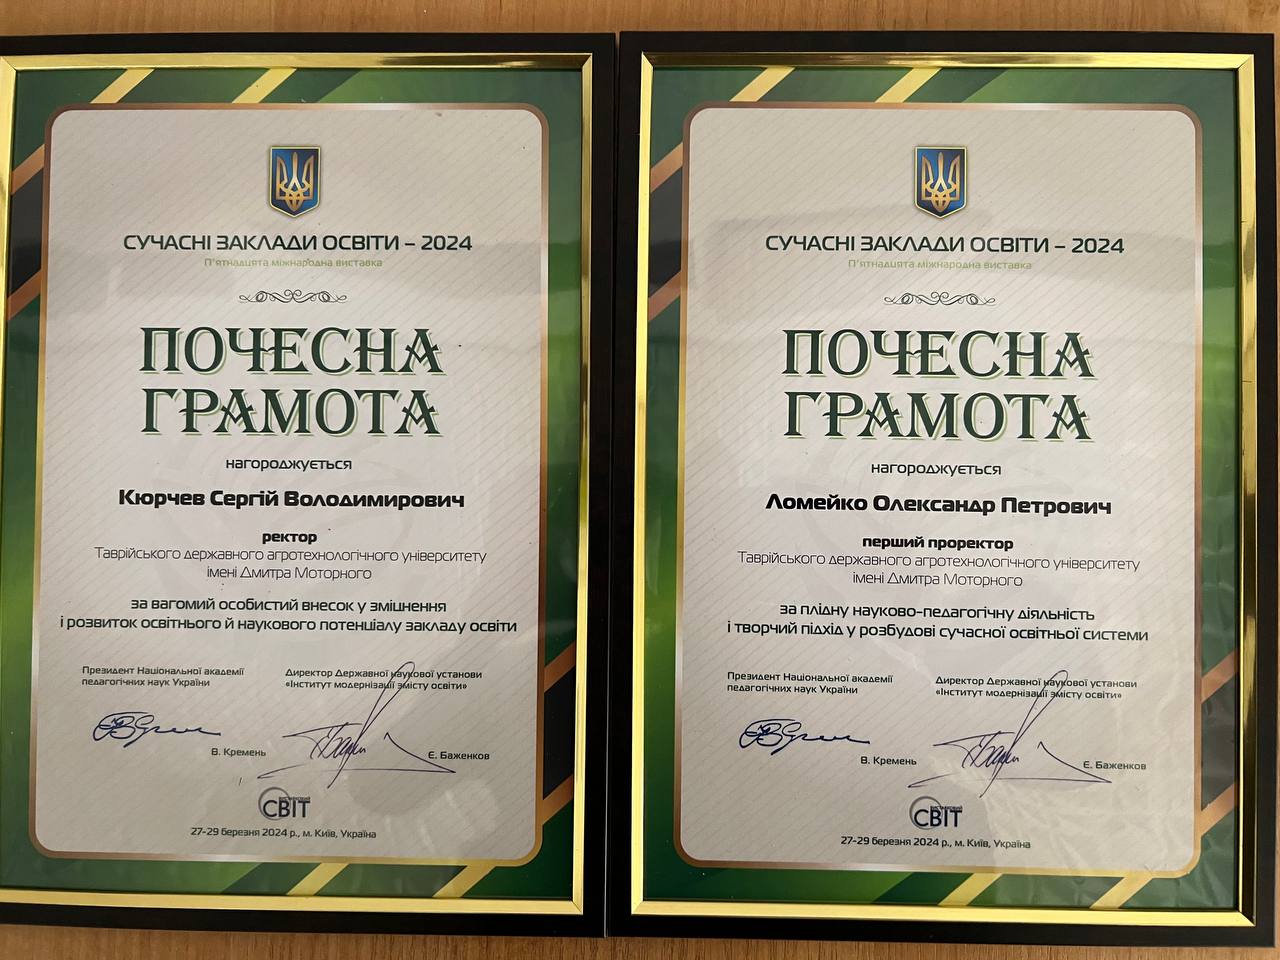 СУЧАСНІ ЗАКЛАДИ ОСВІТИ – 2024
П'ятнадцята міжнародна виставка
ПОЧЕСНА
ГРАМОТА
нагороджується
Кюрчев Сергій Володимирович
ректор
Таврійського державного агротехнологічного університету
імені Дмитра Моторного
за вагомий особистий внесок у зміцнення
і розвиток освітнього й наукового потенціалу закладу освіти
Президент Національної академії
педагогічних наук України
Директор Державної наукової установи
«Інститут модернізації змісту освіти»
В. Кремень
Є. Баженков
ВИСТАВКОВИЙ
СВІТ
27-29 березня 2024 р., м. Київ, Україна
СУЧАСНІ ЗАКЛАДИ ОСВІТИ – 2024
П'ятнадцята міжнародна виставка
ПОЧЕСНА
ГРАМОТА
нагороджується
Ломейко Олександр Петрович
перший проректор
Таврійського державного агротехнологічного університету
імені Дмитра Моторного
за плідну науково-педагогічну діяльність
і творчий підхід у розбудові сучасної освітньої системи
Президент Національної академії
педагогічних наук України
Директор Державної наукової установи
«Інститут модернізації змісту освіти»
В. Кремень
Є. Баженков
ВИСТАВКОВИЙ
СВІТ
27-29 березня 2024 р., м. Київ, Україна